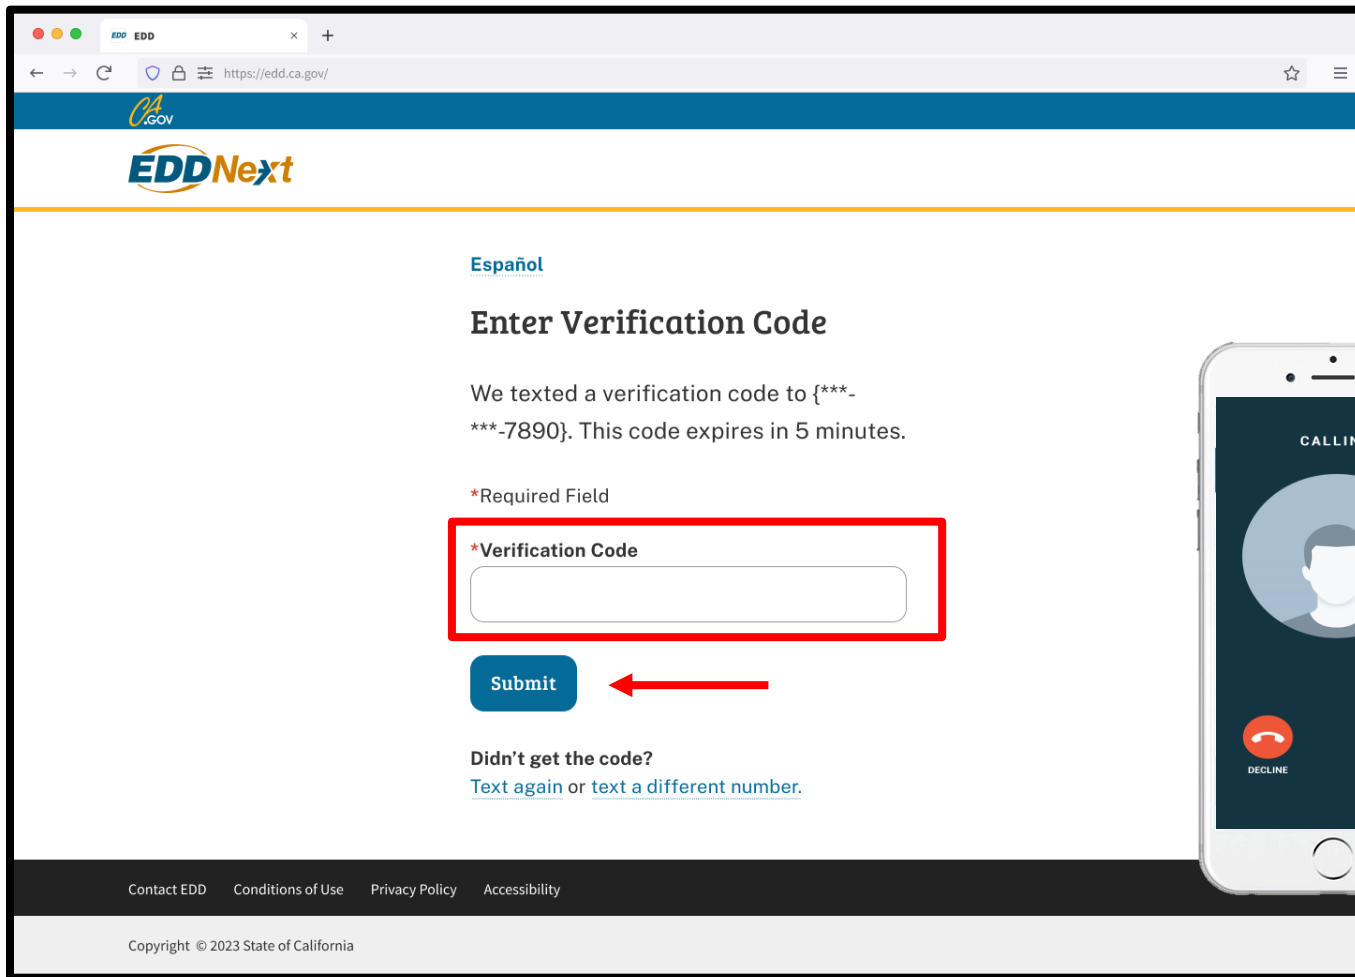 EDD EDD
https://edd.ca.gov/
CA.GOV
EDDNext
Español
Enter Verification Code
We texted a verification code to {***-
***-7890}. This code expires in 5 minutes.
*Required Field
*Verification Code
Submit
Didn’t get the code?
Text again or text a different number.
CALLIN
DECLINE
Contact EDD Conditions of Use Privacy Policy Accessibility
Copyright © 2023 State of California